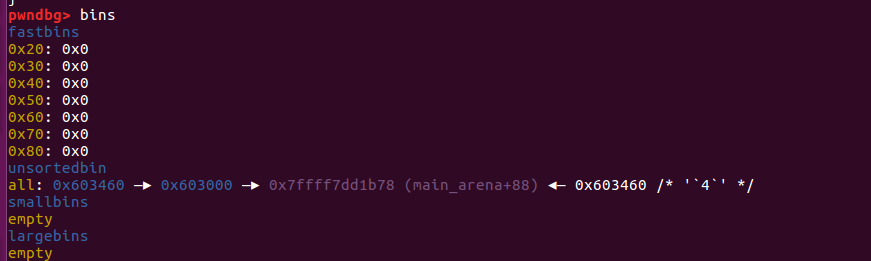 pwndbg> bins
fastbins
0x20: 0x0
0x30: 0x0
0x40: 0x0
0x50: 0x0
0x60: 0x0
0x70: 0x0
0x80: 0x0
unsortedbin
all: 0x603460 —▸ 0x603000 —▸ 0x7ffff7dd1b78 (main_arena+88) ◂— 0x603460 /* '`4`' */
smallbins
empty
largebins
empty